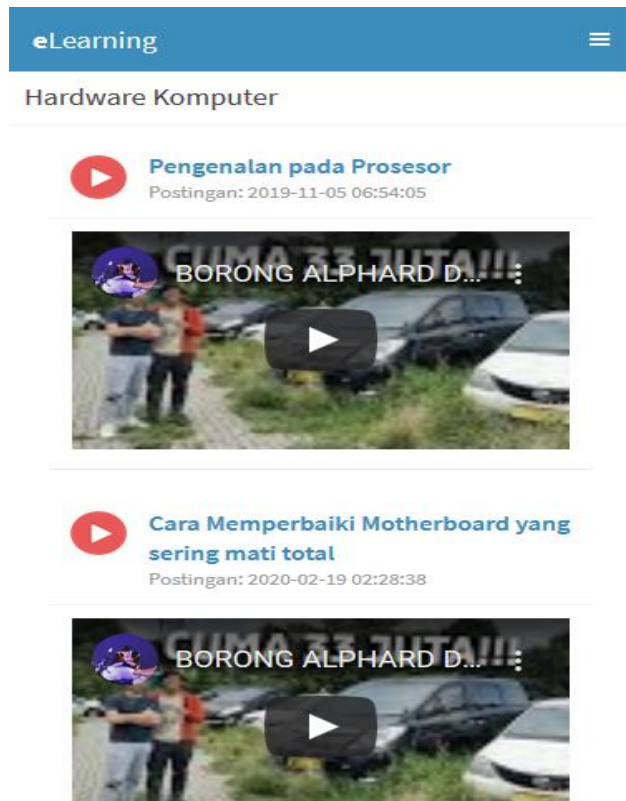 eLearning
Hardware Komputer
Pengenalan pada Prosesor
Postingan: 2019-11-05 06:54:05
CUMA 33 JUTA!!!
BORONG ALPHARD D...
Cara Memperbaiki Motherboard yang
sering mati total
Postingan: 2020-02-19 02:28:38
CUMA 33 JUTA!!!
BORONG ALPHARD D...